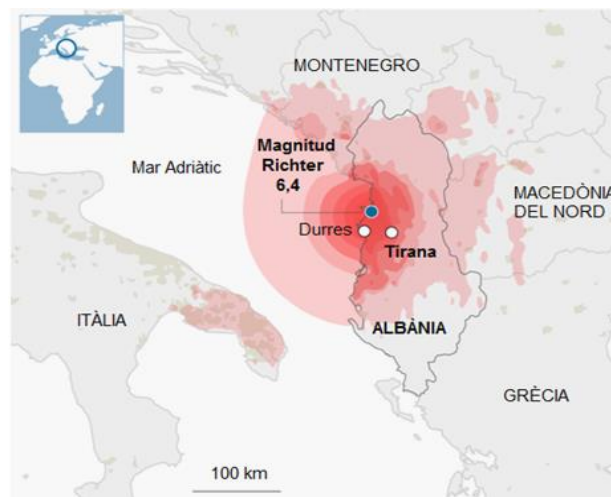 MONTENEGRO
Magnitud
Richter
6,4
Mar Adriàtic
MACEDÒNIA
DEL NORD
Durres
Tirana
ITÀLIA
ALBÀNIA
GRÈCIA
100 km